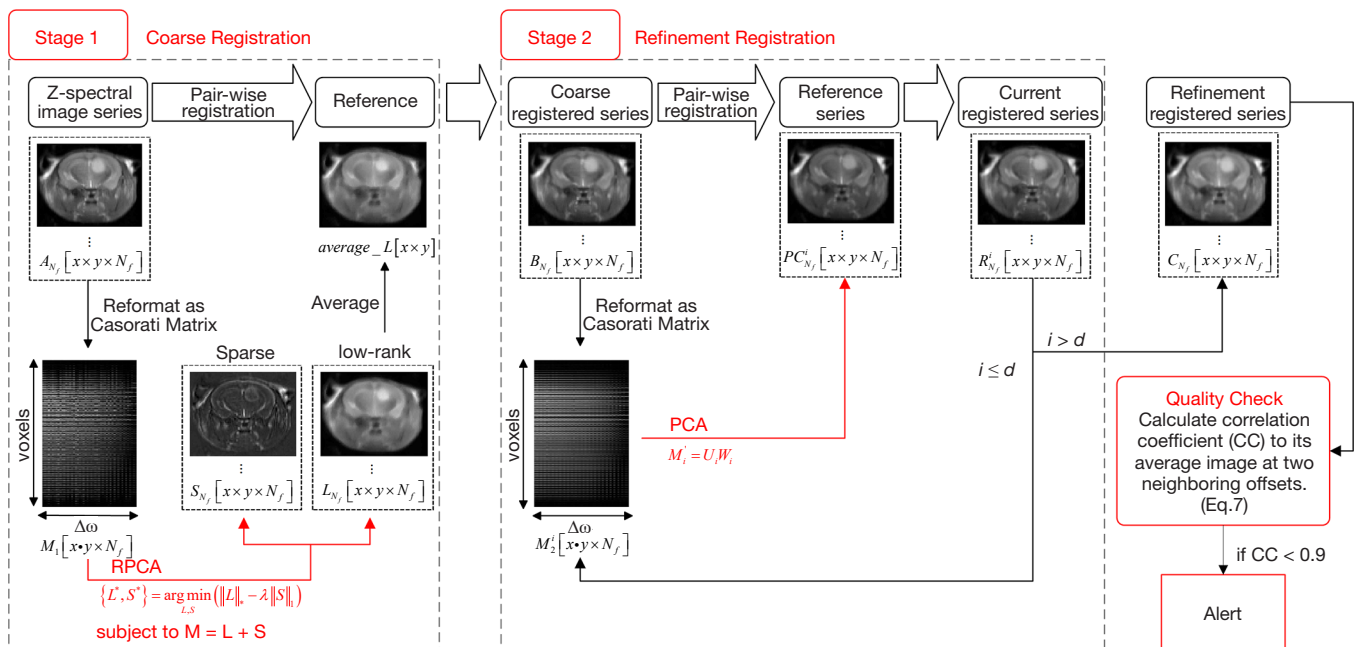 Stage 1
Coarse Registration
Z-spectral
image series
Pair-wise
registration
Reference
⋮
A_{N_f} [x×y×N_f]
average_L[x×y]
Reformat as
Casorati Matrix
Average
voxels
Sparse
low-rank
⋮
⋮
S_{N_f} [x×y×N_f]
L_{N_f} [x×y×N_f]
Δω
M_1 [x•y×N_f]
RPCA
{L^*, S^*} = arg min_{L,S} (‖L‖_* − λ‖S‖_1)
subject to M = L + S
Stage 2
Refinement Registration
Coarse
registered series
Pair-wise
registration
Reference
series
Current
registered series
⋮
⋮
⋮
B_{N_f} [x×y×N_f]
PC^i_{N_f} [x×y×N_f]
R^i_{N_f} [x×y×N_f]
Reformat as
Casorati Matrix
voxels
PCA
M_i^' = U_i W_i
Δω
M_2^i [x•y×N_f]
i ≤ d
i > d
Refinement
registered series
⋮
C_{N_f} [x×y×N_f]
Quality Check
Calculate correlation
coefficient (CC) to its
average image at two
neighboring offsets.
(Eq.7)
if CC < 0.9
Alert